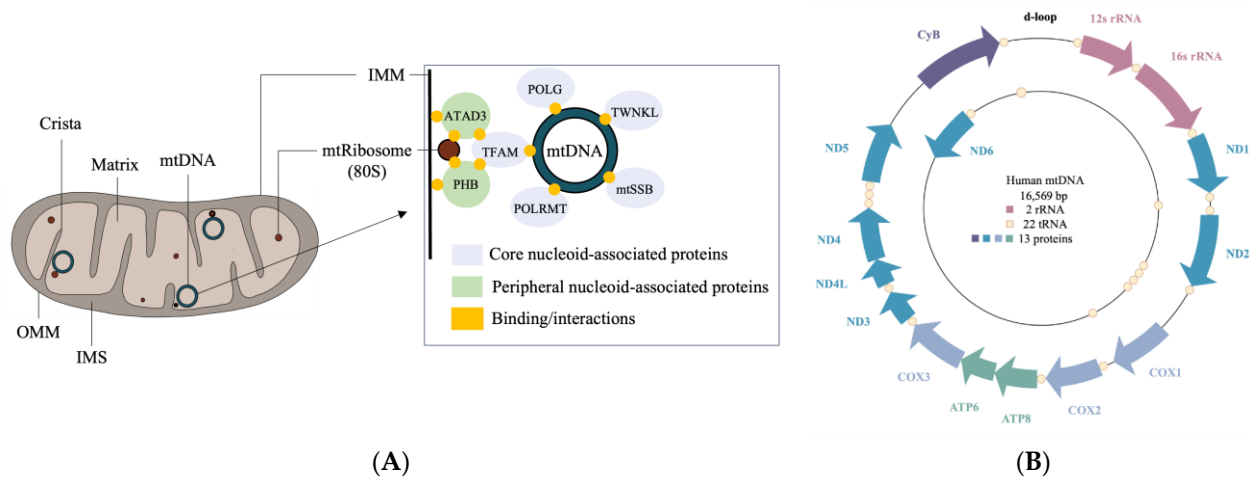 IMM
Crista
Matrix
mtDNA
mtRibosome
(80S)
OMM
IMS
ATAD3
TFAM
PHB
POLG
TWNKL
mtDNA
mtSSB
POLRMT
Core nucleoid-associated proteins
Peripheral nucleoid-associated proteins
Binding/interactions
(A)
d-loop
12s rRNA
16s rRNA
CyB
ND1
ND2
ND5
ND6
ND4
ND4L
ND3
COX3
ATP6
ATP8
COX2
COX1
Human mtDNA
16,569 bp
2 rRNA
22 tRNA
13 proteins
(B)